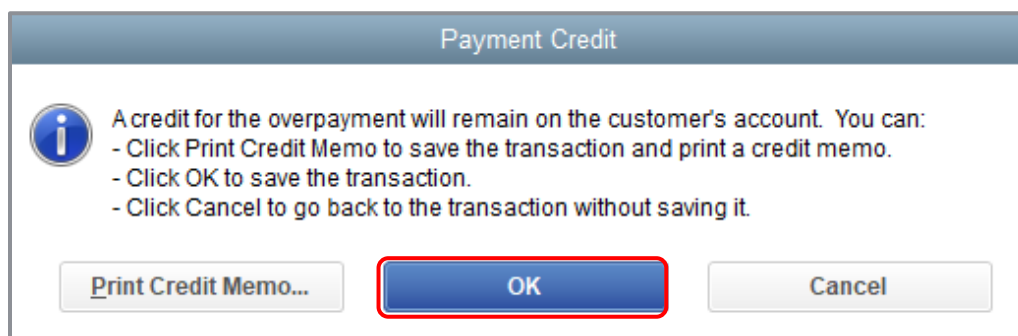 Payment Credit
A credit for the overpayment will remain on the customer's account. You can:
- Click Print Credit Memo to save the transaction and print a credit memo.
- Click OK to save the transaction.
- Click Cancel to go back to the transaction without saving it.
Print Credit Memo... OK Cancel